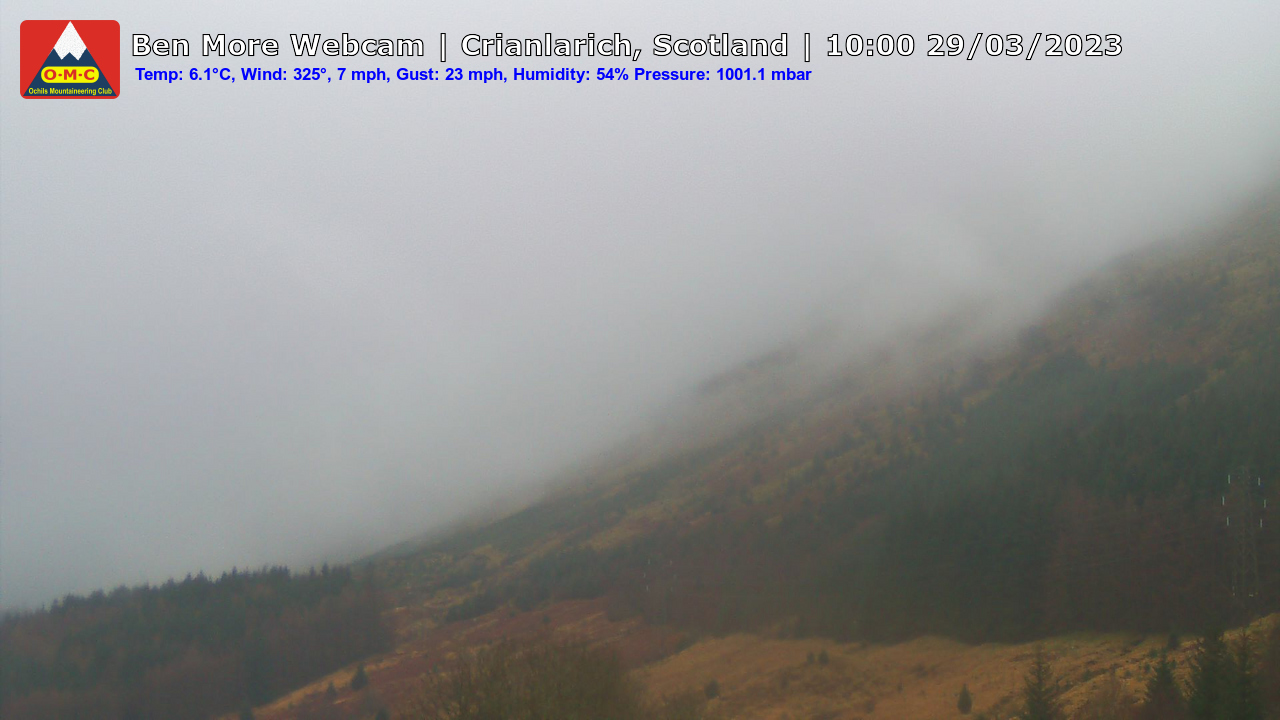 Ben More Webcam | Crianlarich, Scotland | 10:00 29/03/2023
Temp: 6.1°C, Wind: 325°, 7 mph, Gust: 23 mph, Humidity: 54% Pressure: 1001.1 mbar
O-M-C
Ochils Mountaineering Club